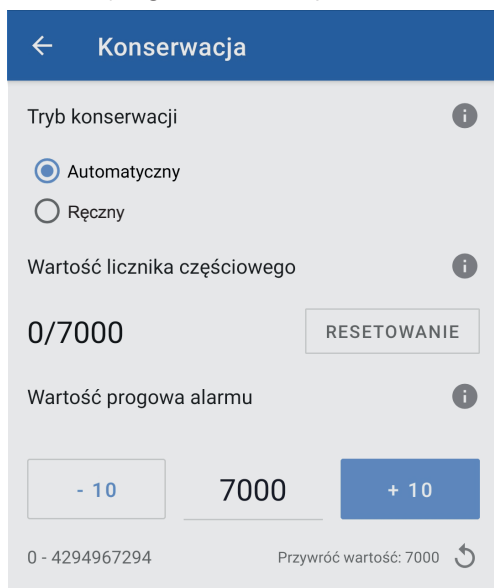 Konserwacja
Tryb konserwacji
Automatyczny
Ręczny
Wartość licznika częściowego
0/7000 RESETOWANIE
Wartość progowa alarmu
- 10 7000 + 10
0 - 4294967294 Przywróć wartość: 7000